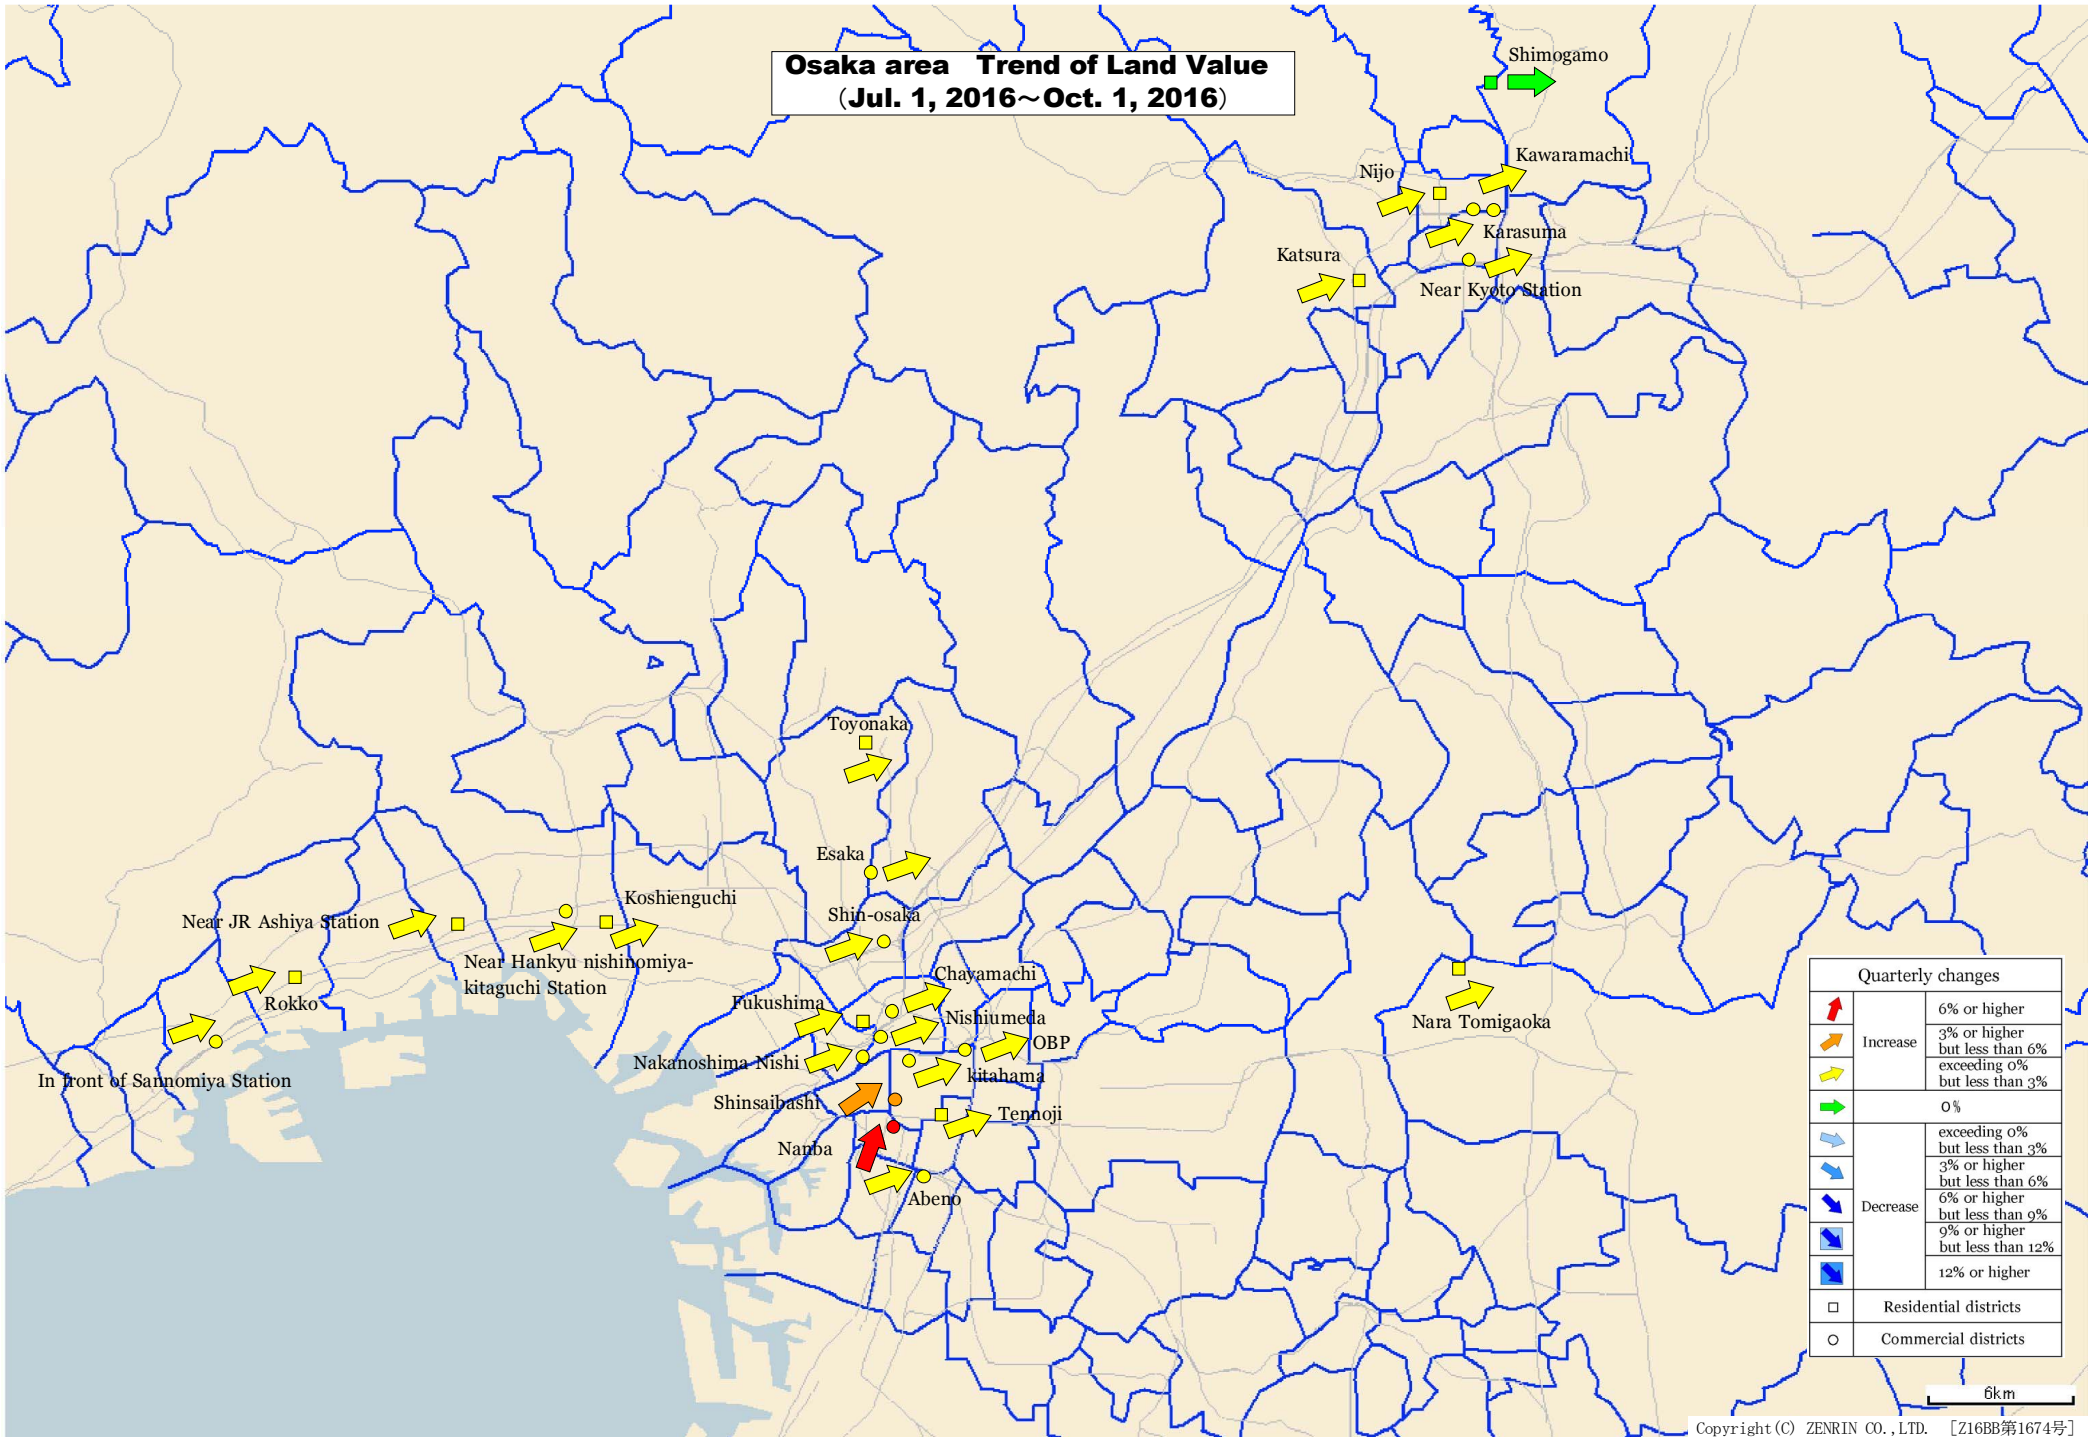 Osaka area Trend of Land Value
（Jul. 1, 2016～Oct. 1, 2016）
Shimogamo
Kawaramachi
Nijo
Karasuma
Katsura
Near Kyoto Station
Toyonaka
Esaka
Koshienguchi
Near JR Ashiya Station
Shin-osaka
Near Hankyu nishinomiya-
kitaguchi Station
Chayamachi
Rokko
Fukushima
Nishiumeda
Nara Tomigaoka
OBP
Nakanoshima-Nishi
kitahama
In front of Sannomiya Station
Shinsaibashi
Tennoji
Nanba
Abeno
Quarterly changes
Increase
6% or higher
3% or higher
but less than 6%
exceeding 0%
but less than 3%
0%
Decrease
exceeding 0%
but less than 3%
3% or higher
but less than 6%
6% or higher
but less than 9%
9% or higher
but less than 12%
12% or higher
Residential districts
Commercial districts
6km
Copyright(C) ZENRIN CO.,LTD. [Z16BB第1674号]